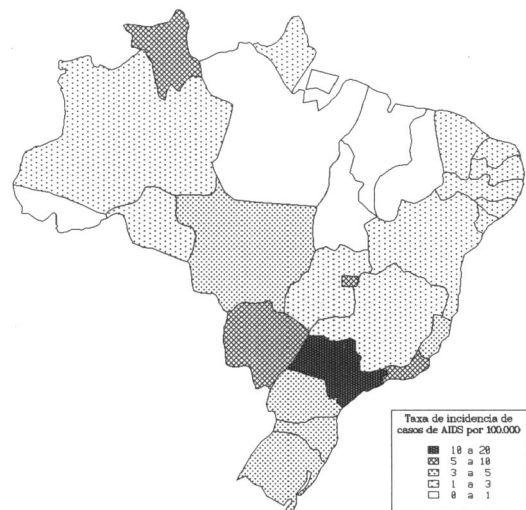 Taxa de incidencia de
casos de AIDS por 100.000
10 a 20
5 a 10
3 a 5
1 a 3
0 a 1